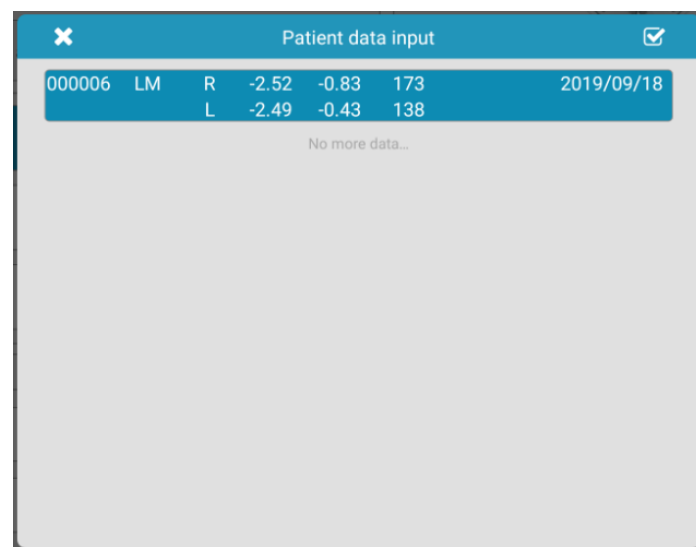 Patient data input
000006 LM R -2.52 -0.83 173 2019/09/18
L -2.49 -0.43 138
No more data...